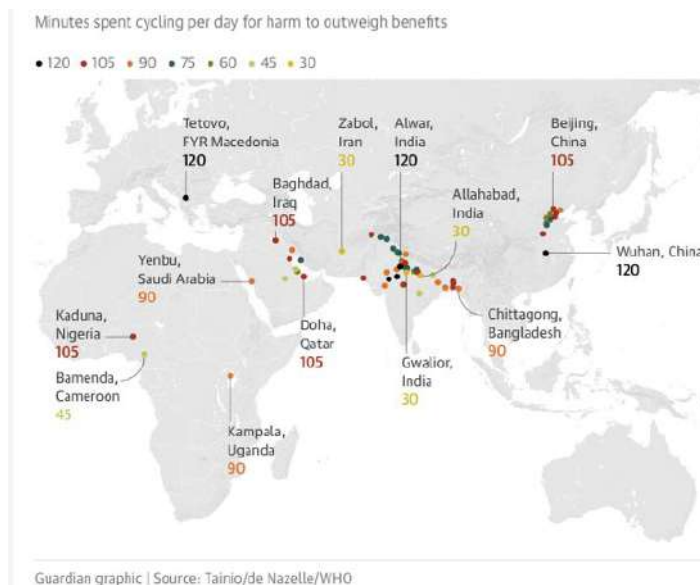 Minutes spent cycling per day for harm to outweigh benefits
120 105 90 75 60 45 30
Tetovo,
FYR Macedonia
120
Zabol,
Iran
30
Alwar,
India
120
Beijing,
China
105
Baghdad,
Iraq
105
Allahabad,
India
30
Wuhan, China
120
Yenbu,
Saudi Arabia
90
Kaduna,
Nigeria
105
Doha,
Qatar
105
Chittagong,
Bangladesh
90
Bamenda,
Cameroon
45
Gwalior,
India
30
Kampala,
Uganda
90
Guardian graphic | Source: Tainio/de Nazelle/WHO